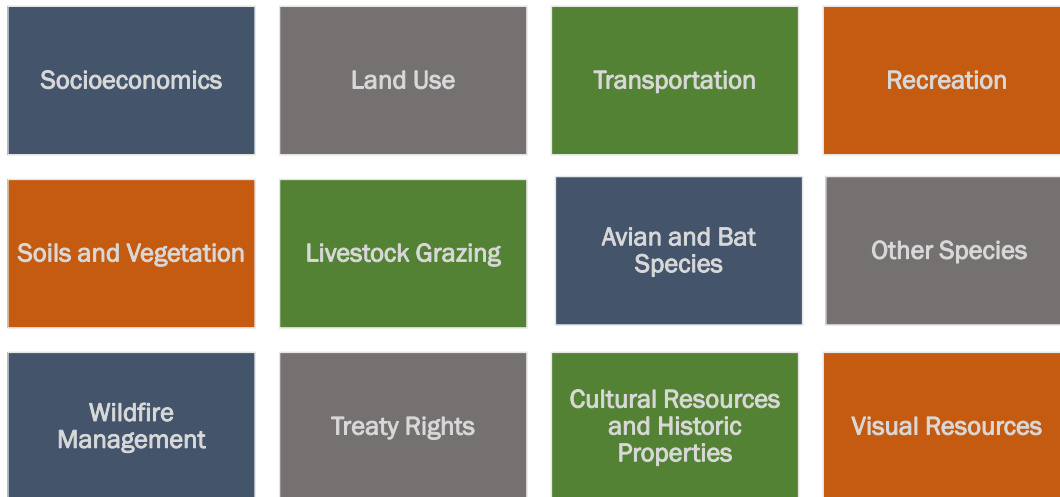 Socioeconomics
Land Use
Transportation
Recreation
Soils and Vegetation
Livestock Grazing
Avian and Bat
Species
Other Species
Wildfire
Management
Treaty Rights
Cultural Resources
and Historic
Properties
Visual Resources